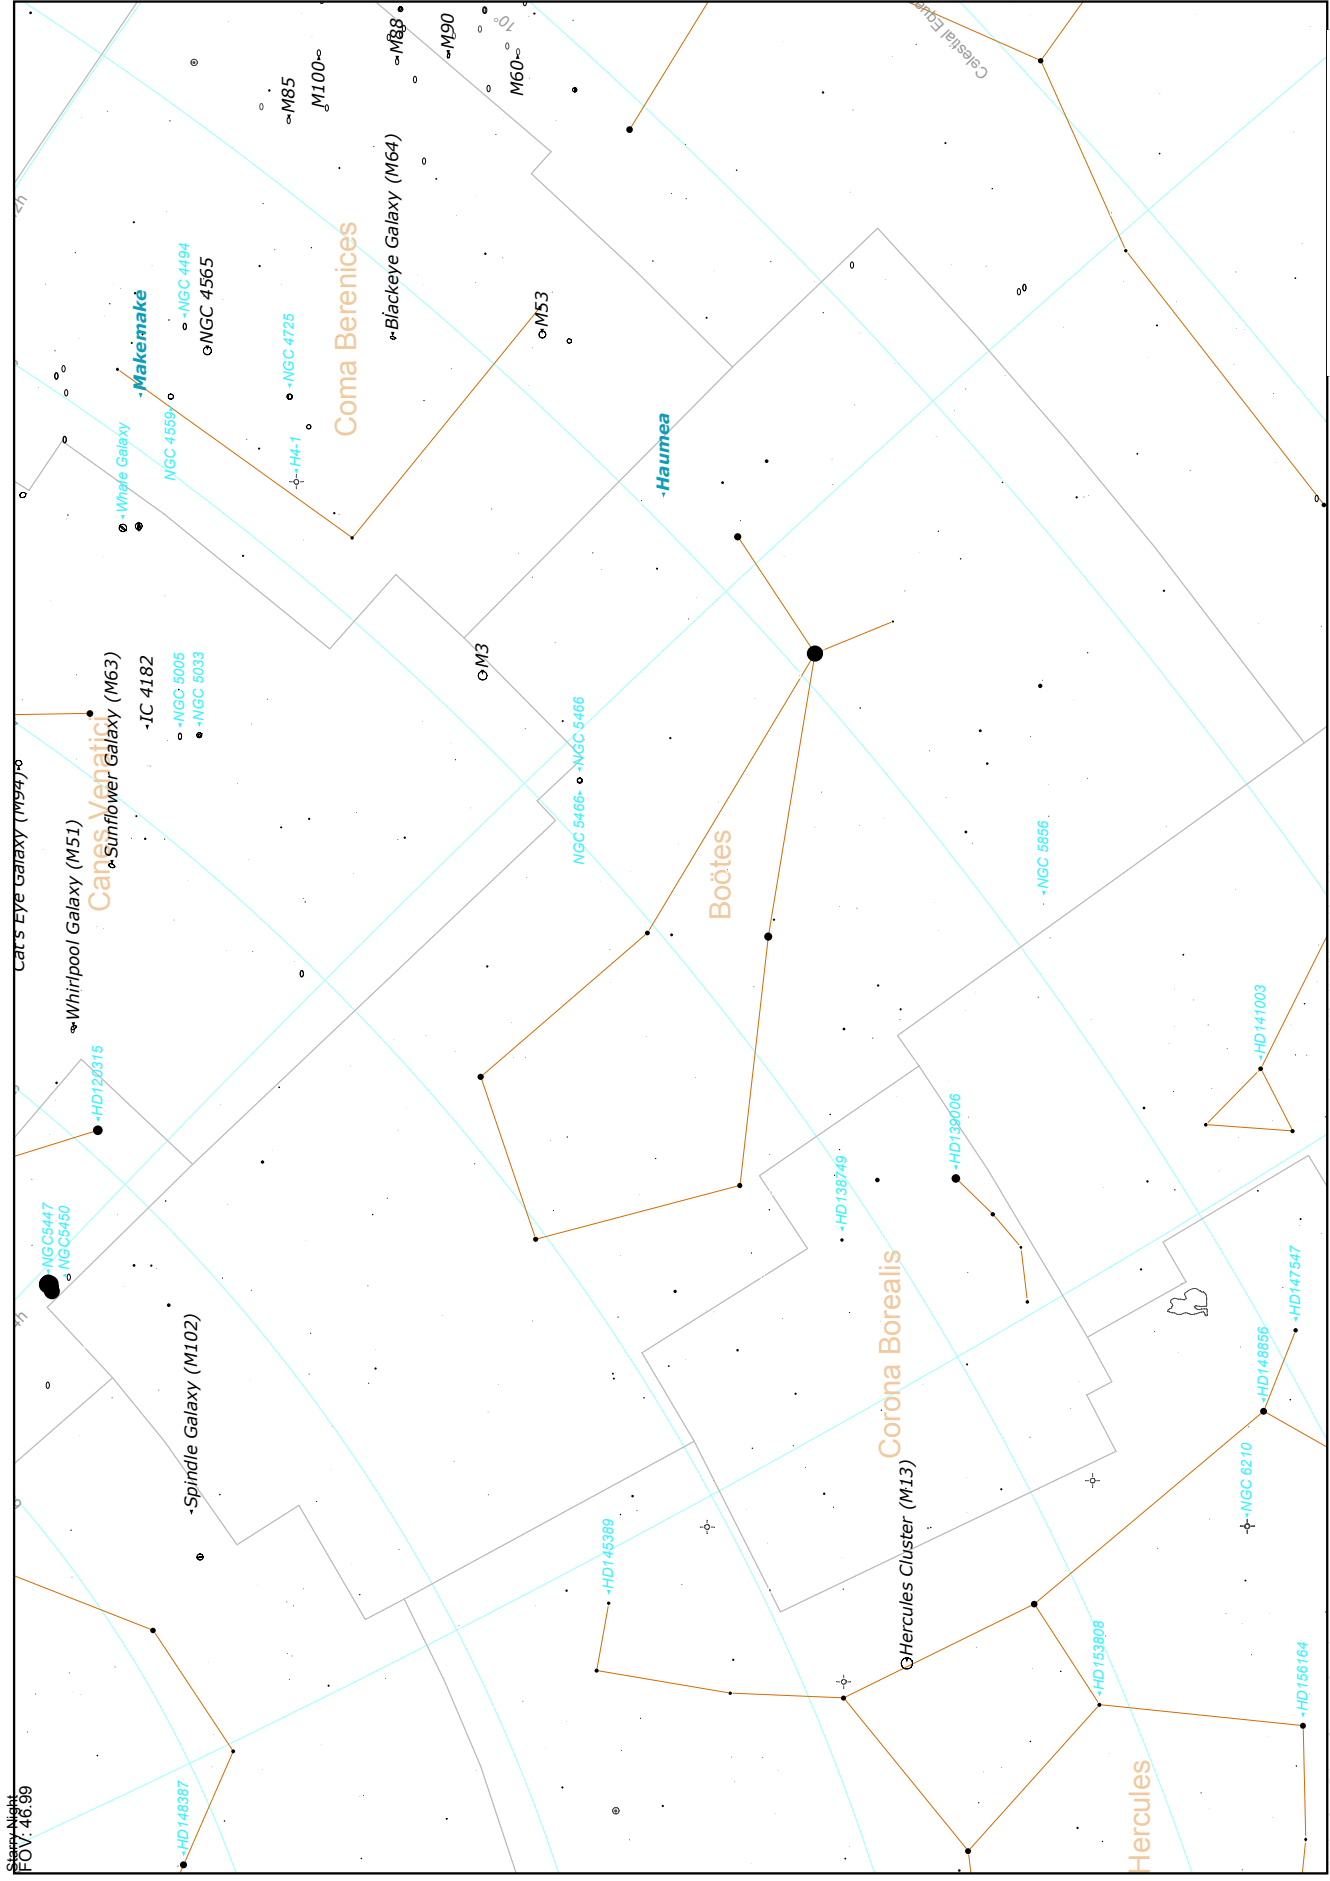 M88
M90
10°
Celestial Eque
M85
M100
M60
2h
Blackeye Galaxy (M64)
Coma Berenices
NGC 4494
NGC 4565
Makemake
NGC 4725
M53
NGC 4559
Whale Galaxy
H4-1
Haumea
M3
Sunflower Galaxy (M63)
IC 4182
NGC 5005
NGC 5033
Canes Venatici
NGC 5466
NGC 5466
Cat's Eye Galaxy (M94)
Whirlpool Galaxy (M51)
Boötes
NGC 5856
HD141003
HD120315
HD139006
HD138749
NGC5447
NGC5450
4h
Spindle Galaxy (M102)
Corona Borealis
HD147547
HD148856
NGC 6210
Hercules Cluster (M13)
HD145389
HD153808
HD156164
Hercules
HD148387
Starry Night
FOV: 46.99